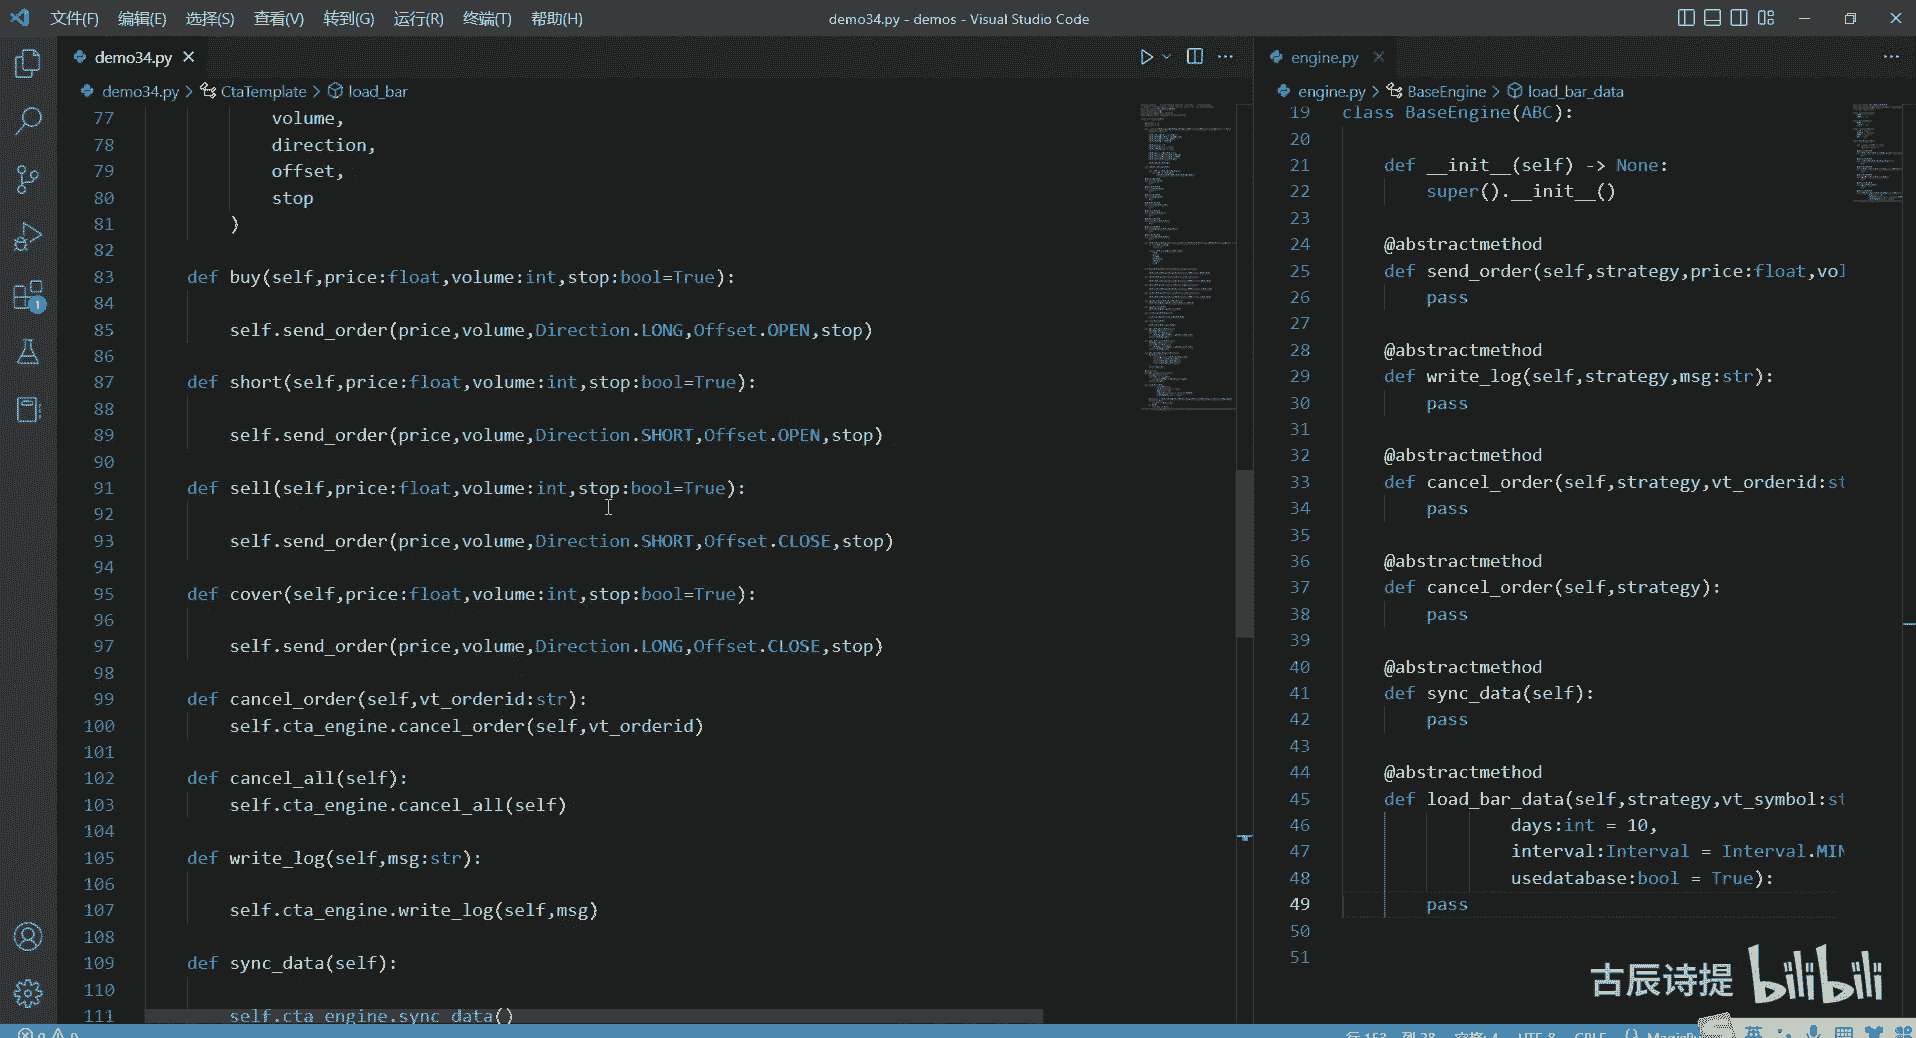 文件(F) 编辑(E) 选择(S) 查看(V) 转到(G) 运行(R) 终端(T) 帮助(H)
demo34.py - demos - Visual Studio Code
demo34.py
demo34.py > CtaTemplate > load_bar
77 volume,
78 direction,
79 offset,
80 stop
81 )
82
83 def buy(self,price:float,volume:int,stop:bool=True):
84
85 self.send_order(price,volume,Direction.LONG,Offset.OPEN,stop)
86
87 def short(self,price:float,volume:int,stop:bool=True):
88
89 self.send_order(price,volume,Direction.SHORT,Offset.OPEN,stop)
90
91 def sell(self,price:float,volume:int,stop:bool=True):
92
93 self.send_order(price,volume,Direction.SHORT,Offset.CLOSE,stop)
94
95 def cover(self,price:float,volume:int,stop:bool=True):
96
97 self.send_order(price,volume,Direction.LONG,Offset.CLOSE,stop)
98
99 def cancel_order(self,vt_orderid:str):
100 self.cta_engine.cancel_order(self,vt_orderid)
101
102 def cancel_all(self):
103 self.cta_engine.cancel_all(self)
104
105 def write_log(self,msg:str):
106
107 self.cta_engine.write_log(self,msg)
108
109 def sync_data(self):
110
111 self.cta_engine.sync_data()
engine.py
engine.py > BaseEngine > load_bar_data
19 class BaseEngine(ABC):
20
21 def __init__(self) -> None:
22 super().__init__()
23
24 @abstractmethod
25 def send_order(self,strategy,price:float,vol
26 pass
27
28 @abstractmethod
29 def write_log(self,strategy,msg:str):
30 pass
31
32 @abstractmethod
33 def cancel_order(self,strategy,vt_orderid:st
34 pass
35
36 @abstractmethod
37 def cancel_order(self,strategy):
38 pass
39
40 @abstractmethod
41 def sync_data(self):
42 pass
43
44 @abstractmethod
45 def load_bar_data(self,strategy,vt_symbol:st
46 days:int = 10,
47 interval:Interval = Interval.MIN
48 usedatabase:bool = True):
49 pass
50
51
1
古辰诗提 bilibili
英